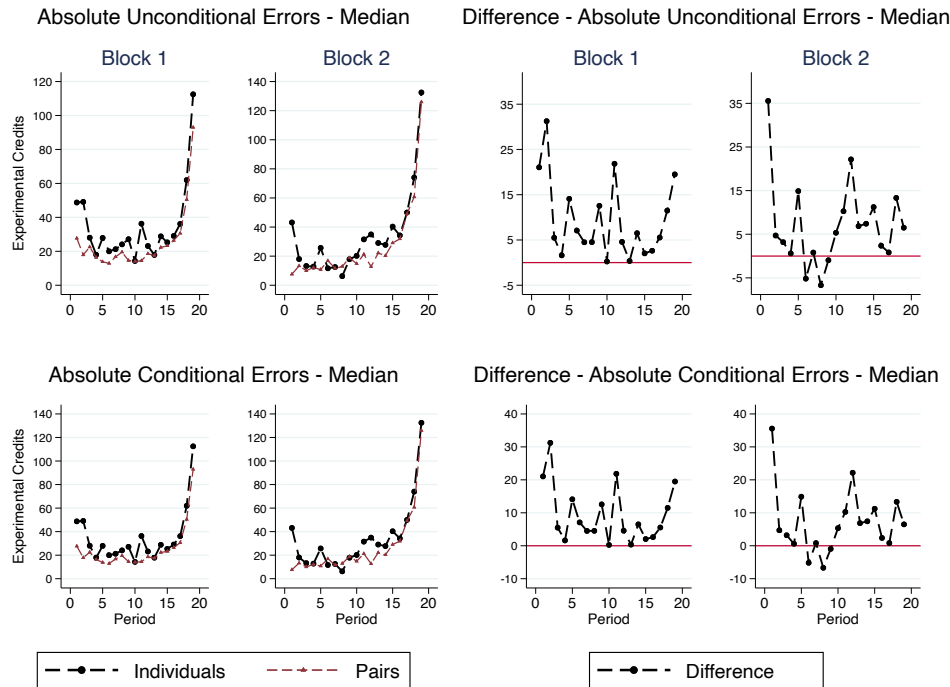 Absolute Unconditional Errors - Median
Difference - Absolute Unconditional Errors - Median
Block 1
Block 2
Block 1
Block 2
Experimental Credits
120
100
80
60
40
20
0
0 5 10 15 20
140
120
100
80
60
40
20
0
0 5 10 15 20
35
25
15
5
-5
0 5 10 15 20
35
25
15
5
-5
0 5 10 15 20
Absolute Conditional Errors - Median
Difference - Absolute Conditional Errors - Median
Experimental Credits
140
120
100
80
60
40
20
0
0 5 10 15 20
Period
140
120
100
80
60
40
20
0
0 5 10 15 20
Period
40
30
20
10
0
-10
0 5 10 15 20
Period
40
30
20
10
0
-10
0 5 10 15 20
Period
Individuals
Pairs
Difference